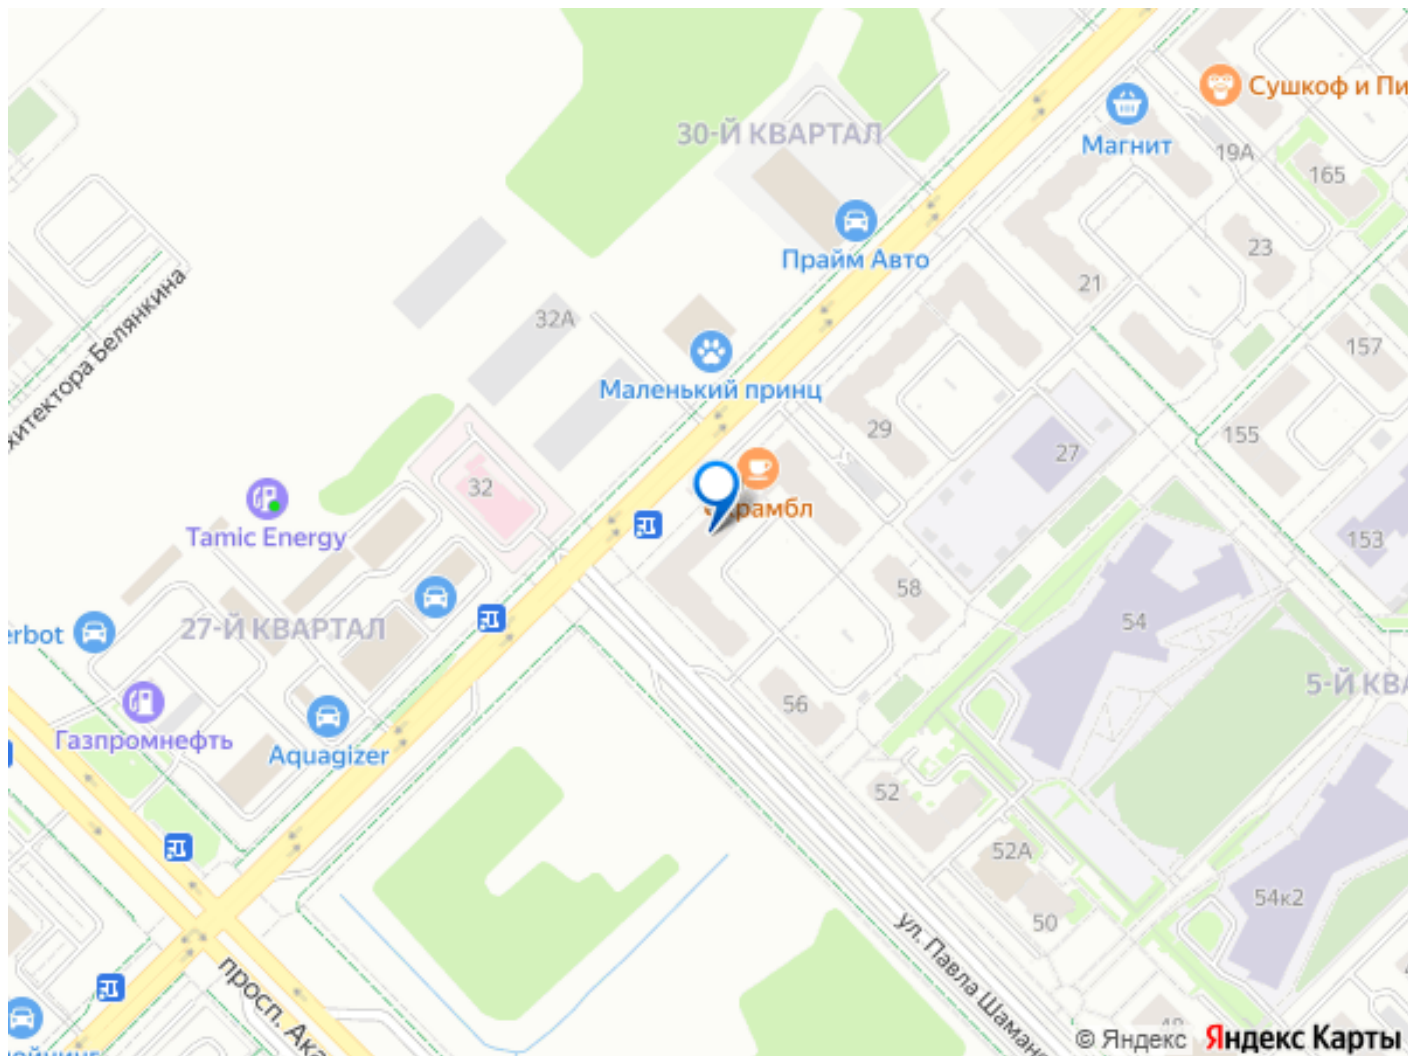 30-Й КВАРТАЛ
Сушкоф и Пи
Магнит
19А
165
23
21
Прайм Авто
32А
157
Маленький принц
155
29
27
32
Tamic Energy
153
58
54
27-Й КВАРТАЛ
56
5-Й КВА
Газпромнефть
Aquagizer
52
52А
54к2
50
ул. Павла Шаман
просп. Ака
48
© Яндекс Яндекс Карты